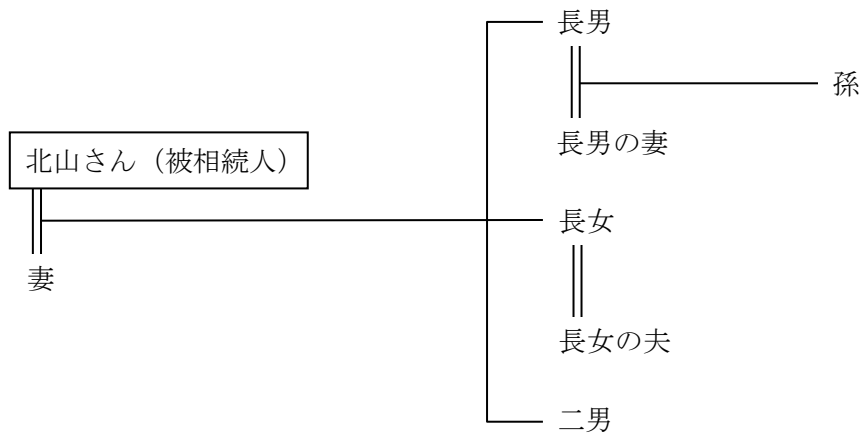 長男
孫
長男の妻
北山さん（被相続人）
長女
妻
長女の夫
二男